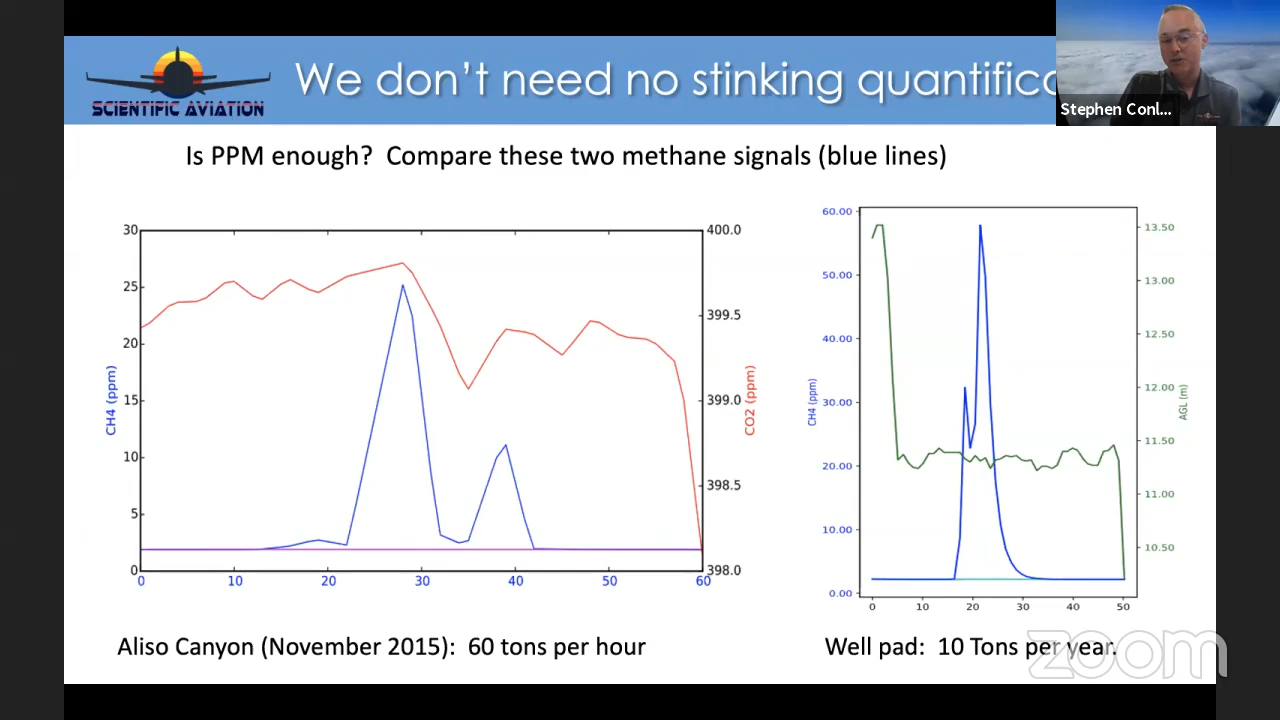 SCIENTIFIC AVIATION
We don't need no stinking quantifica
Stephen Conl...
Is PPM enough?  Compare these two methane signals (blue lines)
30
25
20
15
10
5
0
CH4 (ppm)
0 10 20 30 40 50 60
400.0
399.5
399.0
398.5
398.0
CO2 (ppm)
60.00
50.00
40.00
30.00
20.00
10.00
0.00
CH4 (ppm)
0 10 20 30 40 50
13.50
13.00
12.50
12.00
11.50
11.00
10.50
AGL (m)
Aliso Canyon (November 2015):  60 tons per hour
Well pad:  10 Tons per year.
zoom